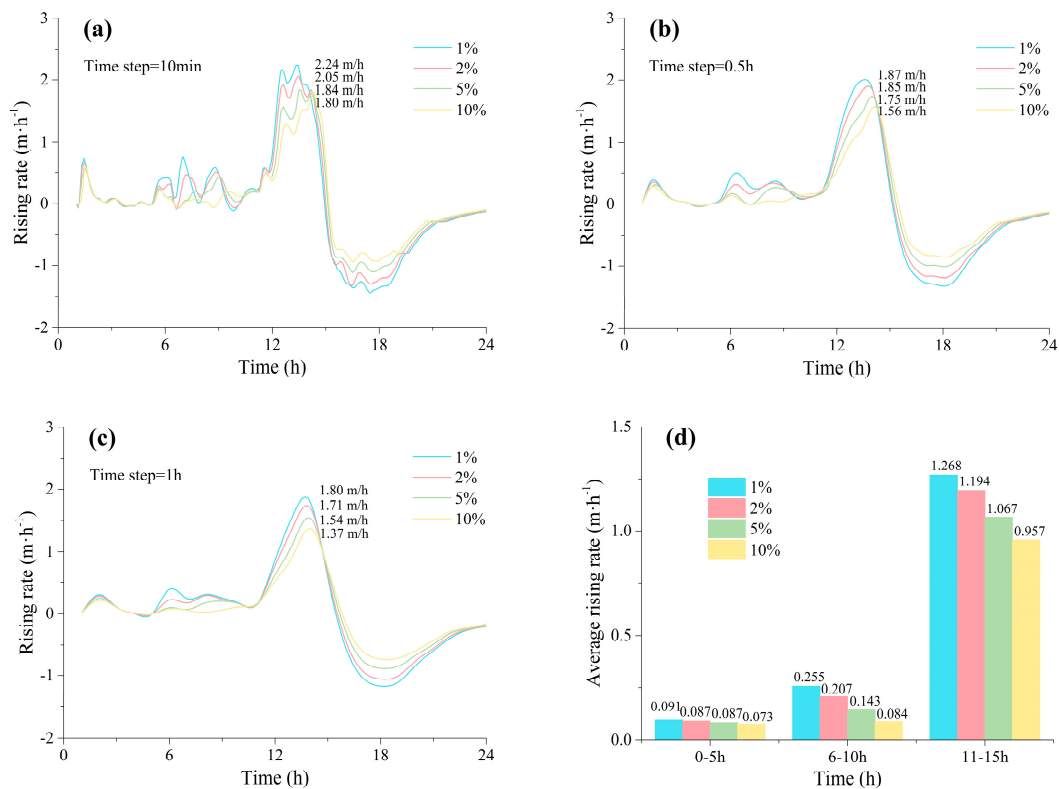 (a)
Time step=10min
1%
2%
5%
10%
2.24 m/h
2.05 m/h
1.84 m/h
1.80 m/h
Rising rate (m·h⁻¹)
3
2
1
0
-1
-2
0
6
12
18
24
Time (h)
(b)
Time step=0.5h
1%
2%
5%
10%
1.87 m/h
1.85 m/h
1.75 m/h
1.56 m/h
Rising rate (m·h⁻¹)
3
2
1
0
-1
-2
0
6
12
18
24
Time (h)
(c)
Time step=1h
1%
2%
5%
10%
1.80 m/h
1.71 m/h
1.54 m/h
1.37 m/h
Rising rate (m·h⁻¹)
3
2
1
0
-1
-2
0
6
12
18
24
Time (h)
(d)
1%
2%
5%
10%
Average rising rate (m·h⁻¹)
1.5
1.0
0.5
0.0
0.091 0.087 0.087 0.073
0.255 0.207 0.143 0.084
1.268 1.194 1.067 0.957
0-5h 6-10h 11-15h
Time (h)